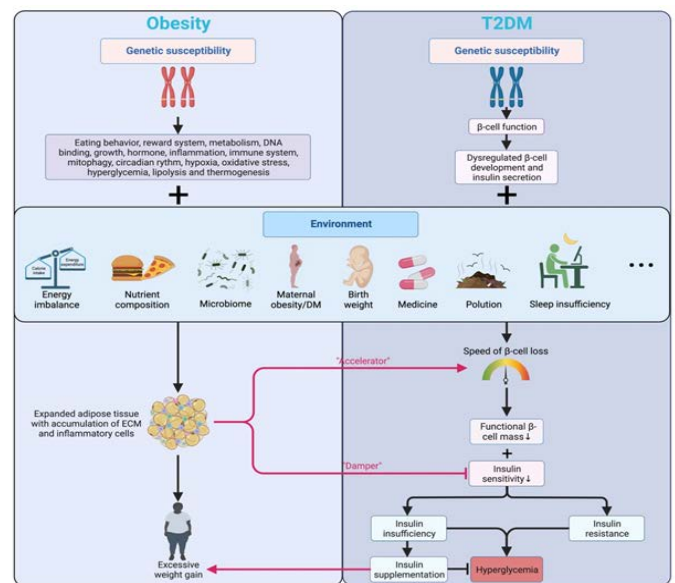 Obesity
T2DM
Genetic susceptibility
Genetic susceptibility
Eating behavior, reward system, metabolism, DNA
binding, growth, hormone, inflammation, immune system,
mitophagy, circadian rythm, hypoxia, oxidative stress,
hyperglycemia, lipolysis and thermogenesis
β-cell function
Dysregulated β-cell
development and
insulin secretion
+
+
Environment
Calorie
intake
Energy
expenditure
Energy
imbalance
Nutrient
composition
Microbiome
Maternal
obesity/DM
Birth
weight
Medicine
Polution
Sleep insufficiency
...
"Accelerator"
Speed of β-cell loss
Expanded adipose tissue
with accumulation of ECM
and inflammatory cells
Functional β-
cell mass↓
+
"Damper"
Insulin
sensitivity↓
Insulin
insufficiency
Insulin
resistance
Excessive
weight gain
Insulin
supplementation
Hyperglycemia